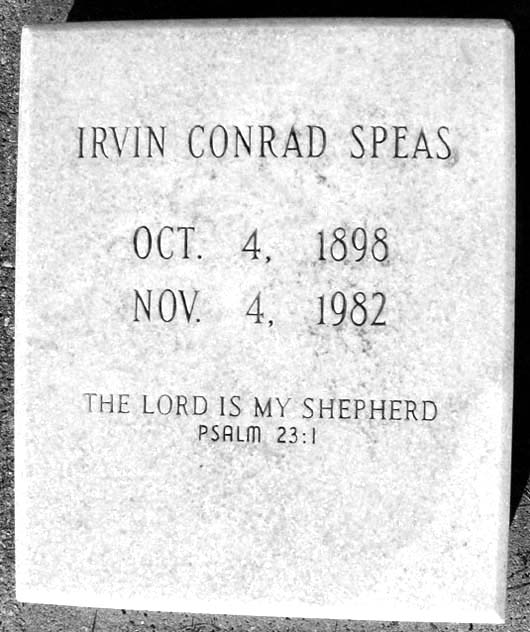 IRVIN CONRAD SPEAS
OCT. 4, 1898
NOV. 4, 1982
THE LORD IS MY SHEPHERD
PSALM 23:1